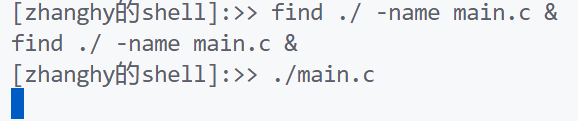 [zhanghy的shell]:>> find ./ -name main.c &
find ./ -name main.c &
[zhanghy的shell]:>> ./main.c